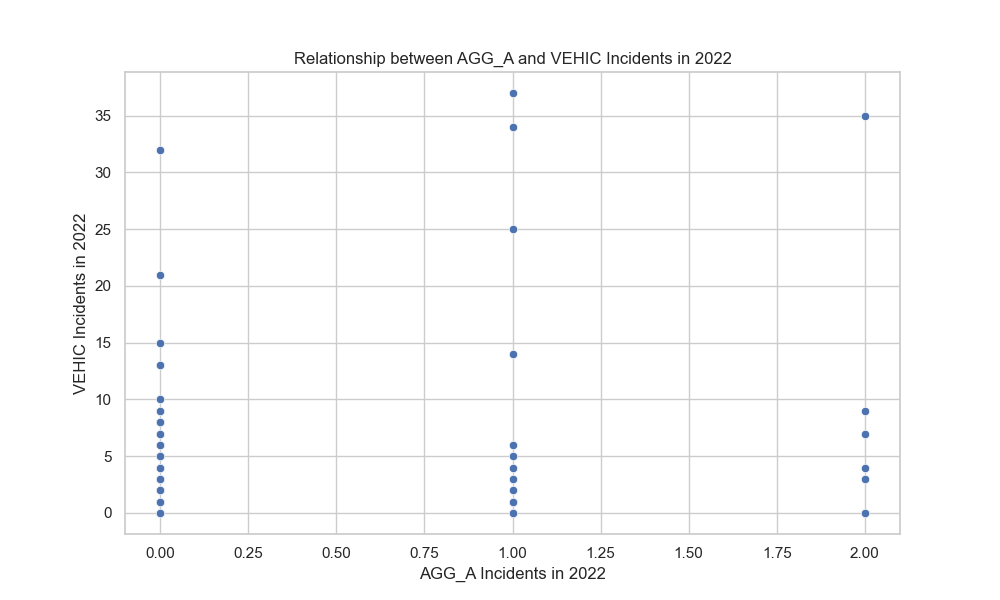 Relationship between AGG_A and VEHIC Incidents in 2022
35
30
25
20
15
10
5
0
VEHIC Incidents in 2022
0.00 0.25 0.50 0.75 1.00 1.25 1.50 1.75 2.00
AGG_A Incidents in 2022